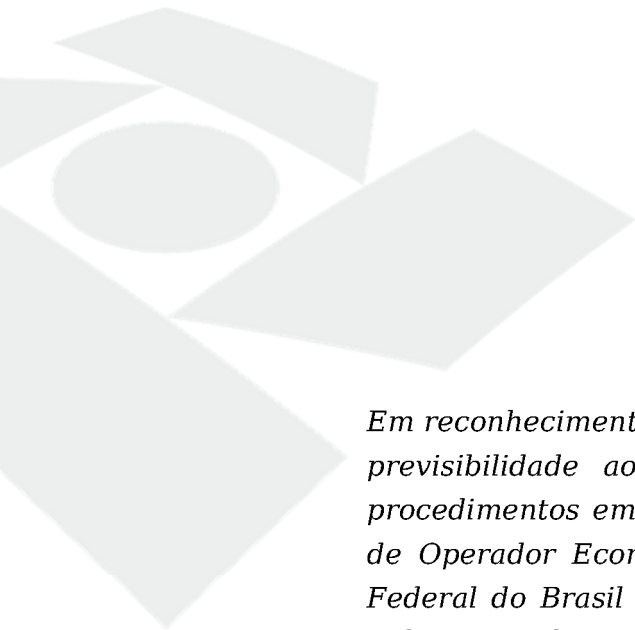 Em reconheciment
previsibilidade ao
procedimentos em
de Operador Econ
Federal do Brasil